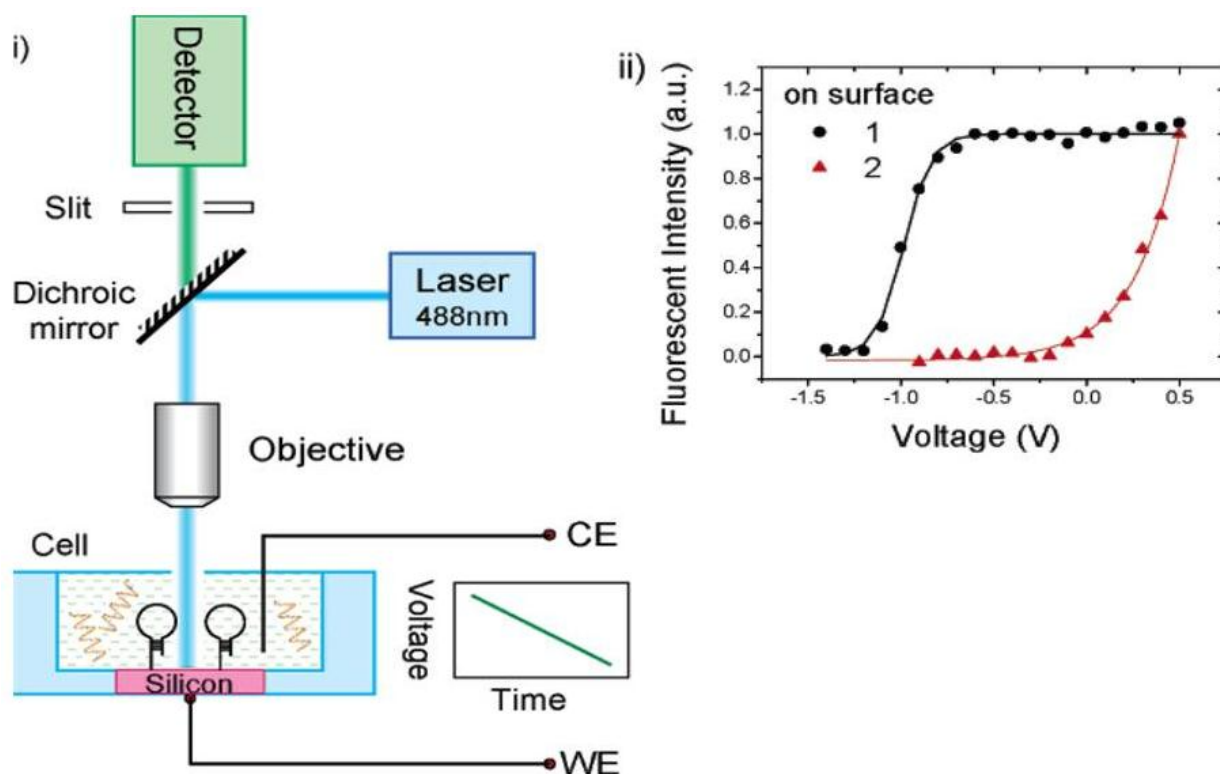 i)
Detector
Slit
Dichroic
mirror
Laser
488nm
Objective
Cell
CE
Silicon
Voltage
Time
WE
ii)
Fluorescent Intensity (a.u.)
1.2
1.0
0.8
0.6
0.4
0.2
0.0
on surface
1
2
-1.5
-1.0
-0.5
0.0
0.5
Voltage (V)